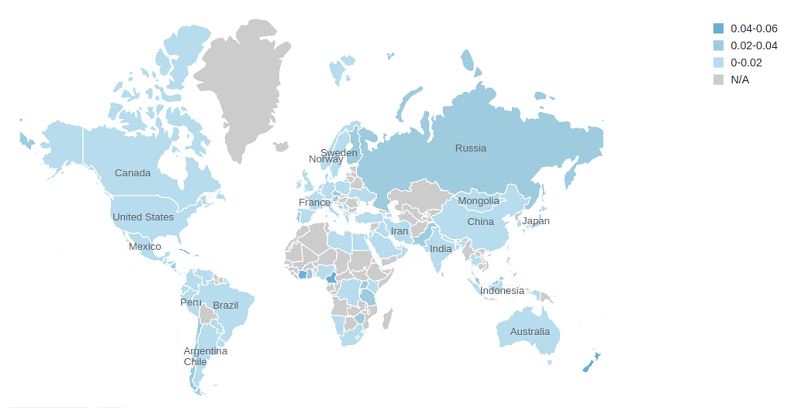 0.04-0.06
0.02-0.04
0-0.02
N/A
Sweden
Norway
Russia
Canada
France
Mongolia
United States
China
Japan
Iran
Mexico
India
Indonesia
Peru
Brazil
Australia
Argentina
Chile